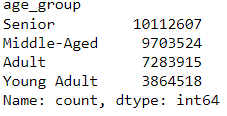 age_group
Senior 10112607
Middle-Aged 9703524
Adult 7283915
Young Adult 3864518
Name: count, dtype: int64